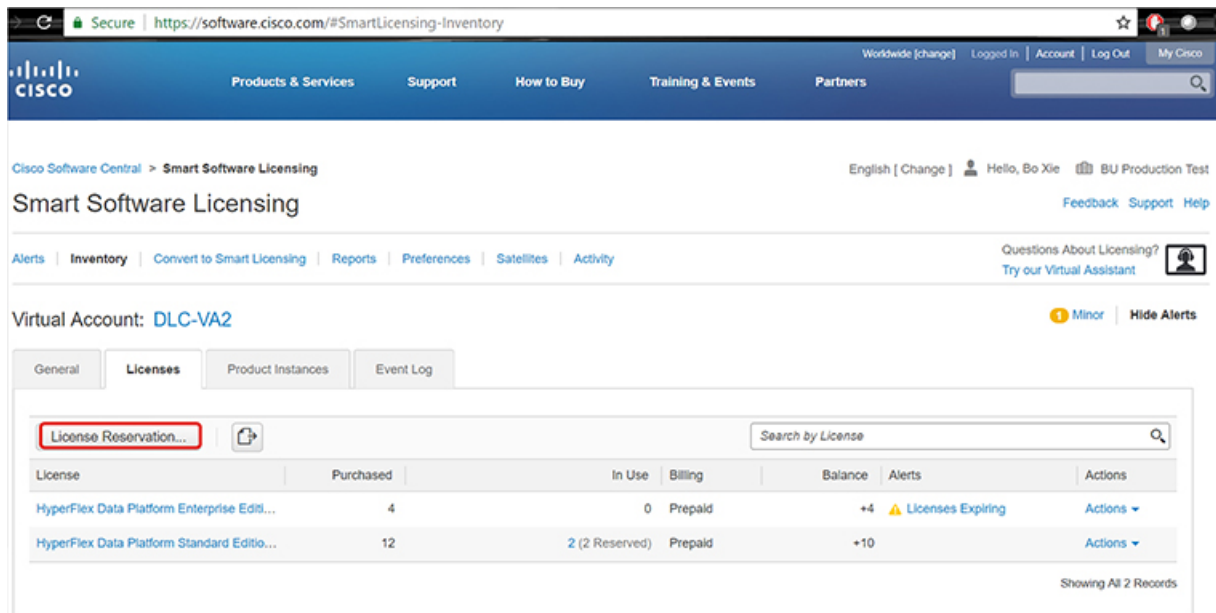 Secure | https://software.cisco.com/#SmartLicensing-Inventory
1
Worldwide [change] Logged In | Account | Log Out My Cisco
CISCO
Products & Services Support How to Buy Training & Events Partners
Cisco Software Central > Smart Software Licensing
English [ Change ] Hello, Bo Xie BU Production Test
Smart Software Licensing
Feedback Support Help
Alerts | Inventory | Convert to Smart Licensing | Reports | Preferences | Satellites | Activity
Questions About Licensing?
Try our Virtual Assistant
Virtual Account: DLC-VA2
1 Minor | Hide Alerts
General Licenses Product Instances Event Log
License Reservation...
Search by License
License Purchased In Use Billing Balance Alerts Actions
HyperFlex Data Platform Enterprise Editi... 4 0 Prepaid +4 Licenses Expiring Actions
HyperFlex Data Platform Standard Editio... 12 2 (2 Reserved) Prepaid +10 Actions
Showing All 2 Records